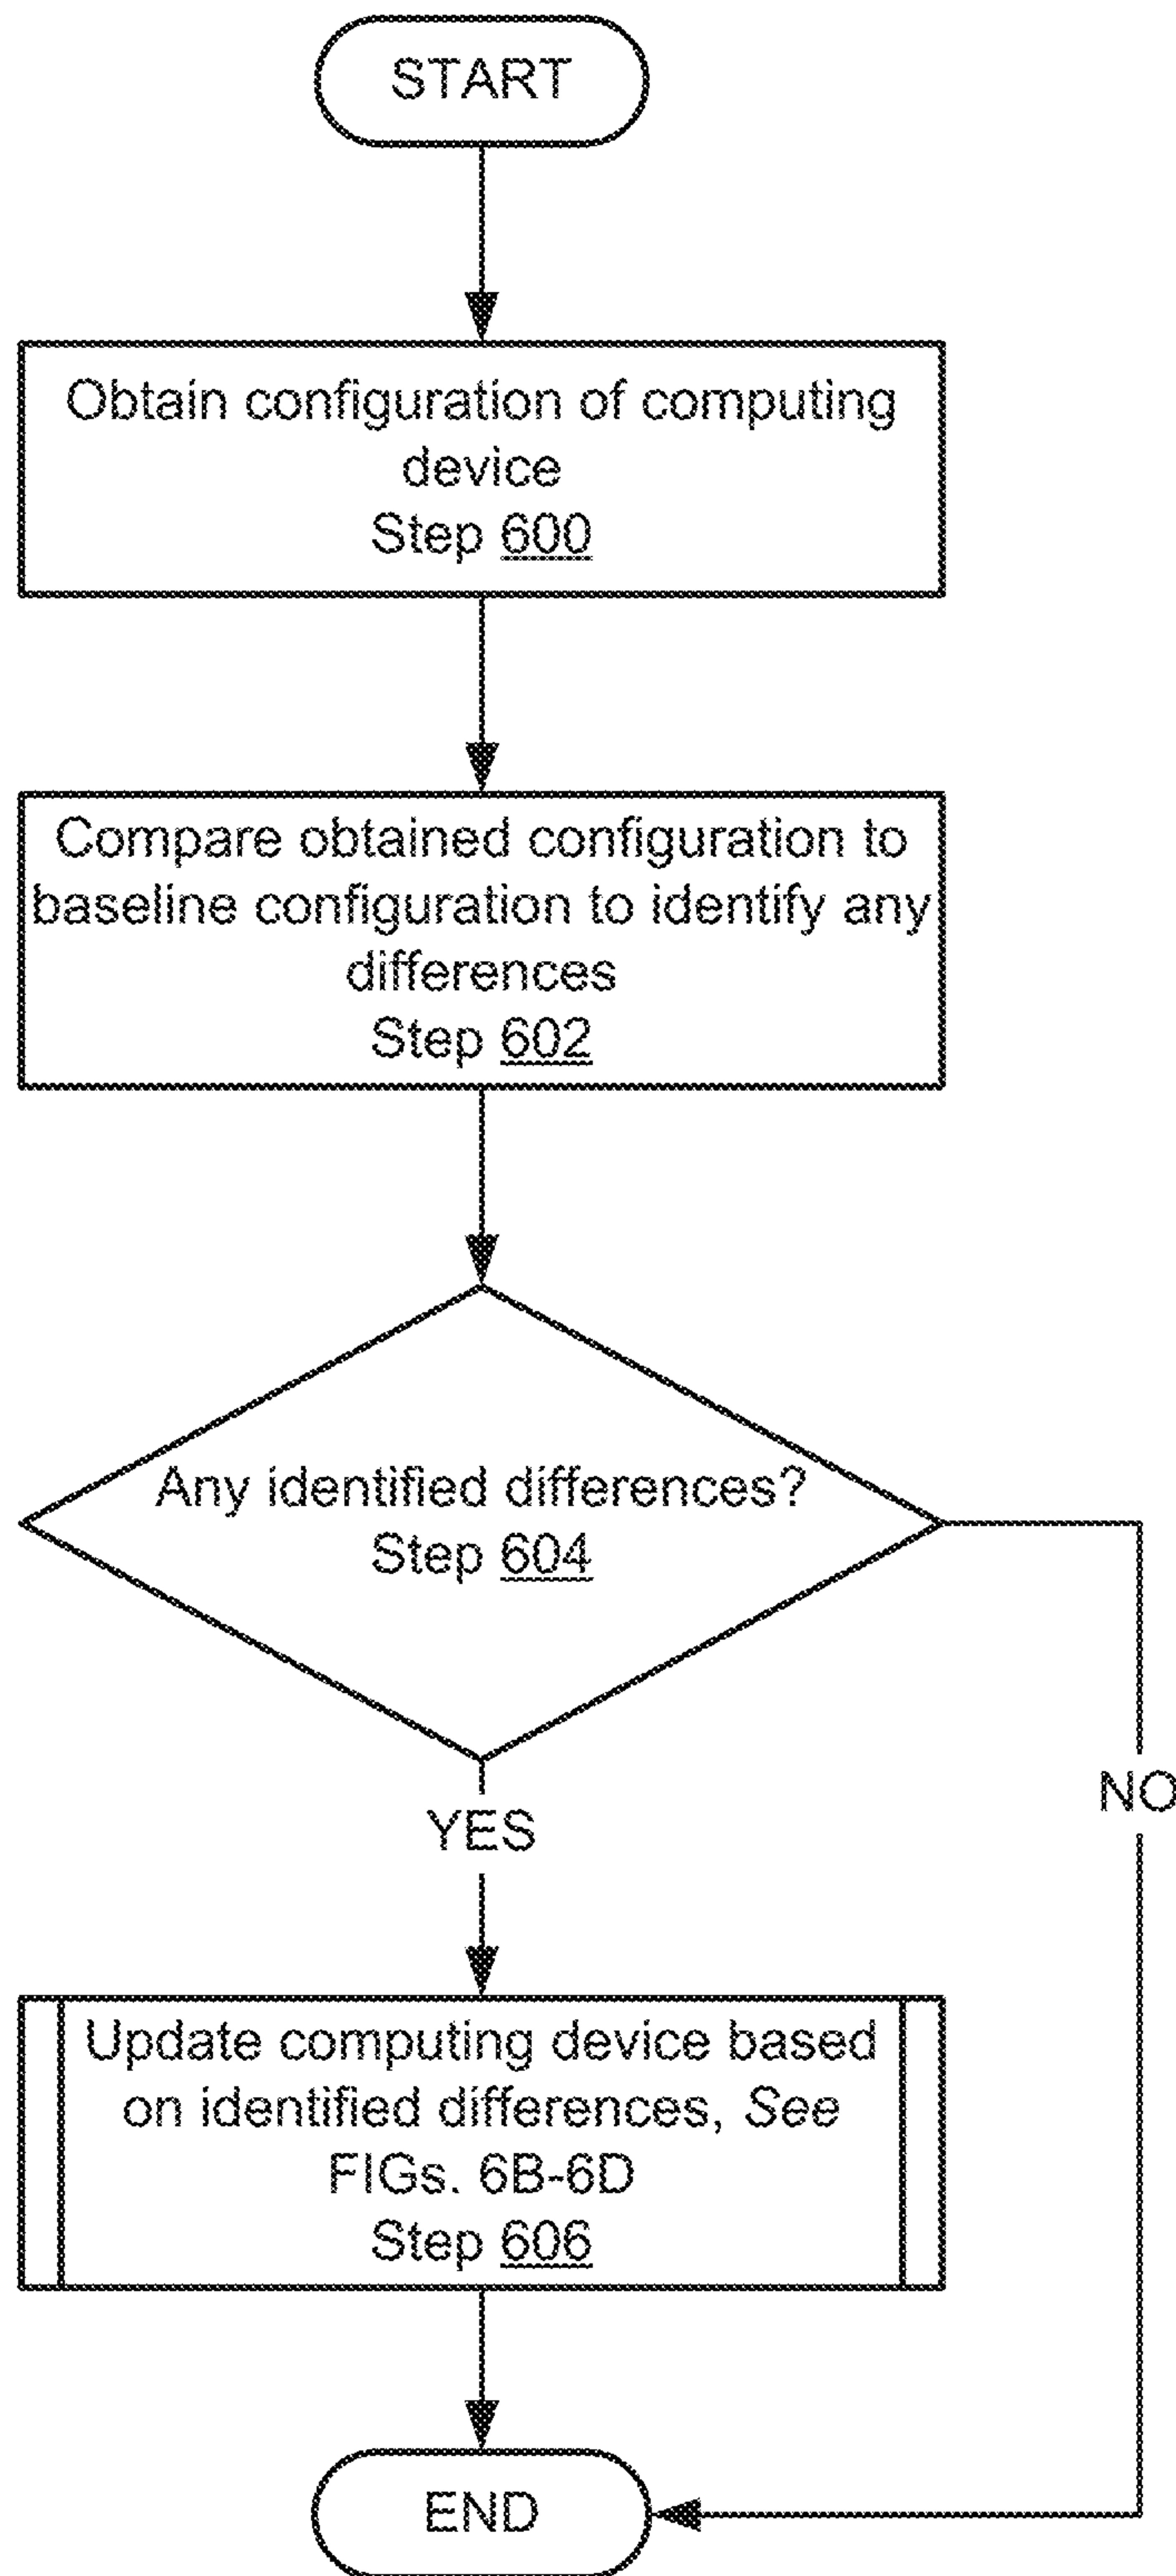 START
Obtain configuration of computing
device
Step 600
Compare obtained configuration to
baseline configuration to identify any
differences
Step 602
Any identified differences?
Step 604
NO
YES
Update computing device based
on identified differences, See
FIGs. 6B-6D
Step 606
END